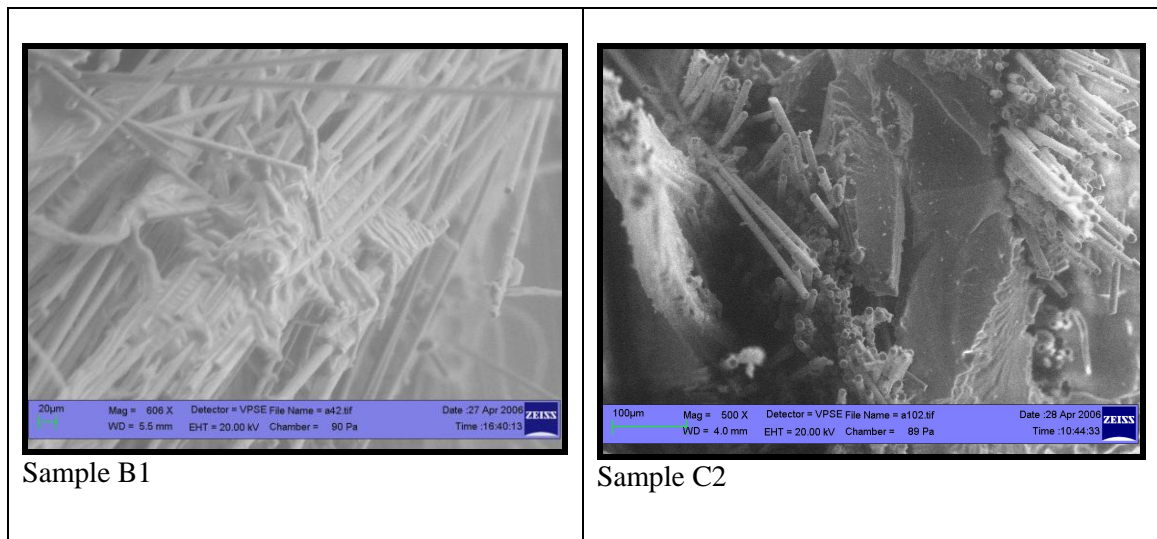 20µm
Mag = 606 X Detector = VPSE File Name = a42.tif Date :27 Apr 2006
WD = 5.5 mm EHT = 20.00 kV Chamber = 90 Pa Time :16:40:13
ZEISS
Sample B1
100µm
Mag = 500 X Detector = VPSE File Name = a102.tif Date :28 Apr 2006
WD = 4.0 mm EHT = 20.00 kV Chamber = 89 Pa Time :10:44:33
ZEISS
Sample C2